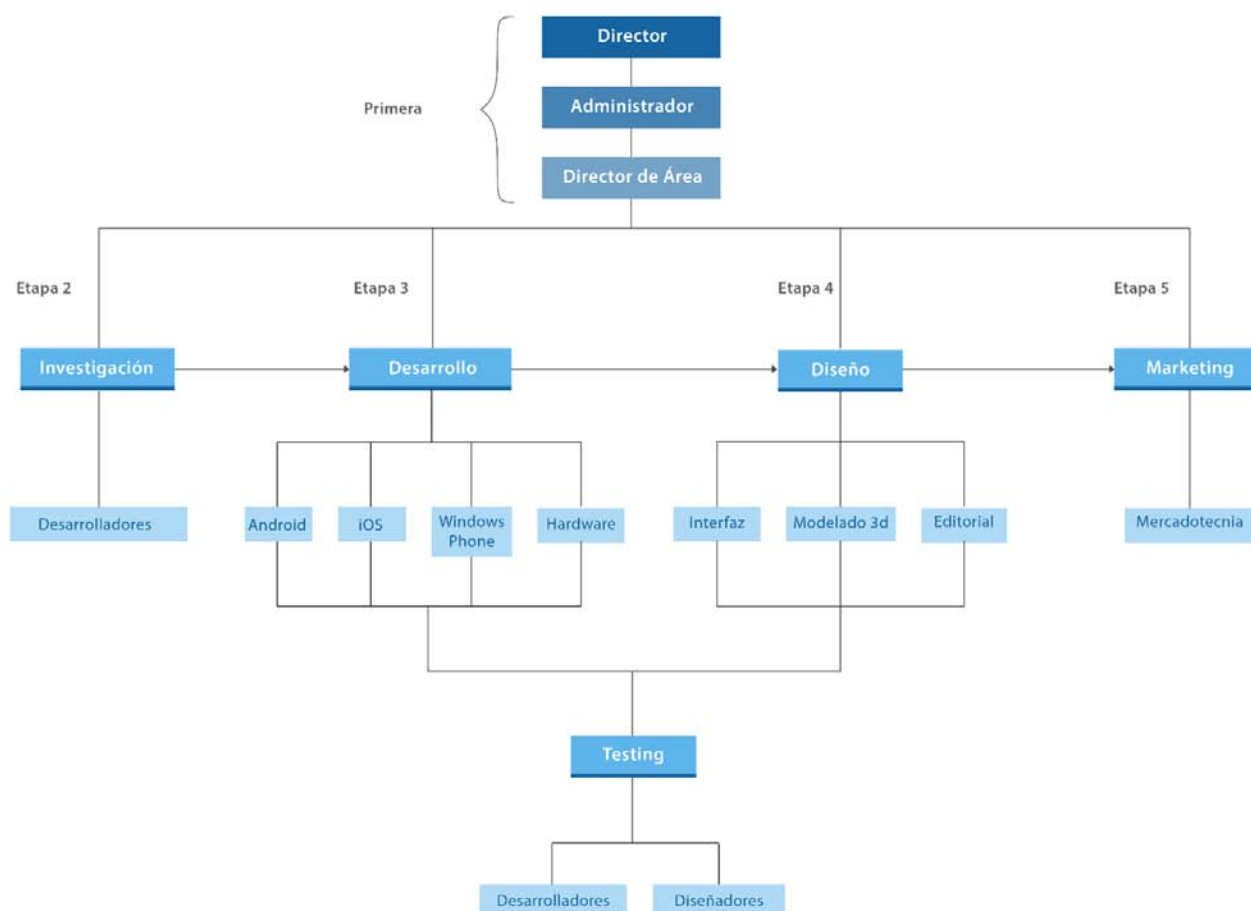 Director
Primera
Administrador
Director de Área
Etapa 2
Etapa 3
Etapa 4
Etapa 5
Investigación
Desarrollo
Diseño
Marketing
Desarrolladores
Android
iOS
Windows
Phone
Hardware
Interfaz
Modelado 3d
Editorial
Mercadotecnia
Testing
Desarrolladores
Diseñadores